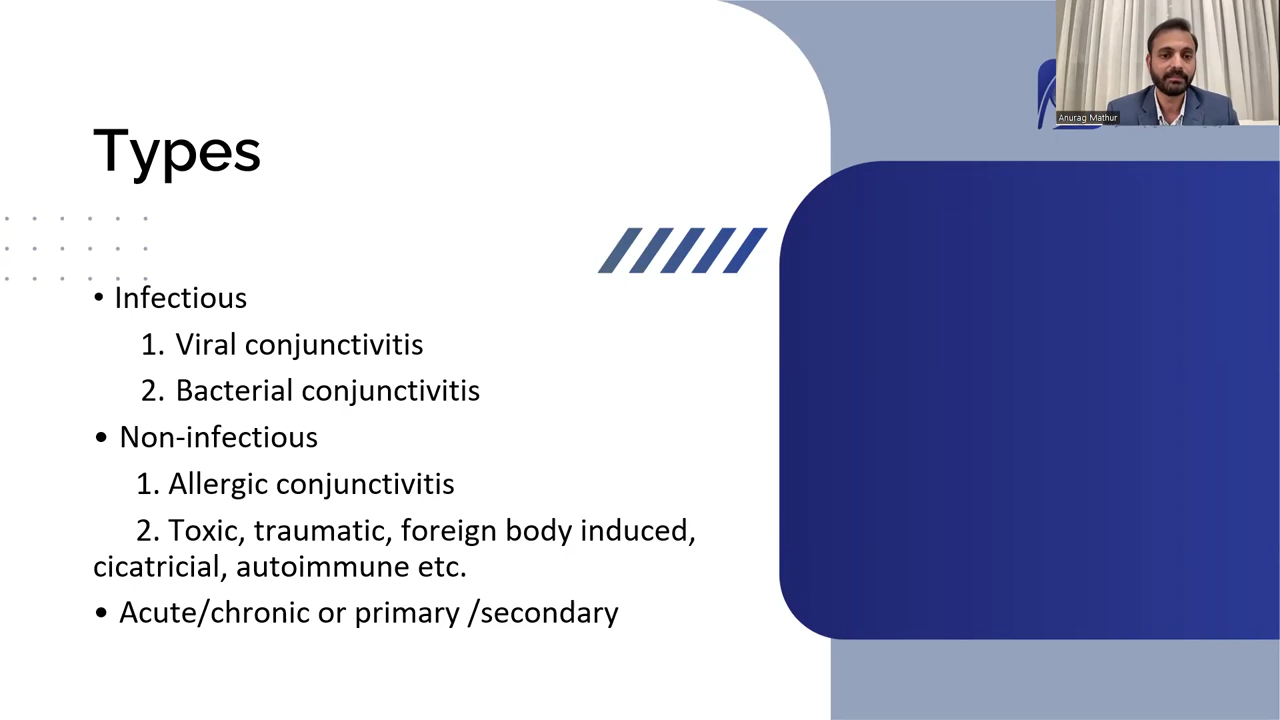 Anurag Mathur
Types
• Infectious
1. Viral conjunctivitis
2. Bacterial conjunctivitis
• Non-infectious
1. Allergic conjunctivitis
2. Toxic, traumatic, foreign body induced,
cicatricial, autoimmune etc.
• Acute/chronic or primary /secondary